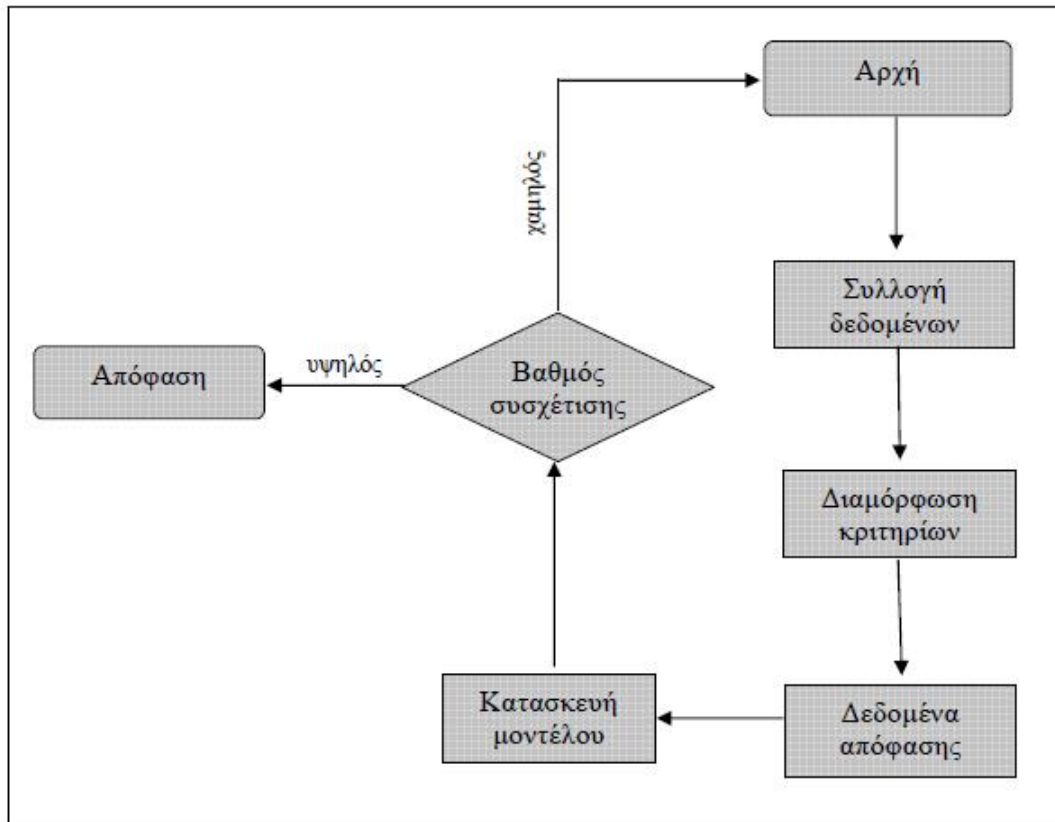 Αρχή
χαμηλός
Συλλογή
δεδομένων
Απόφαση
υψηλός
Βαθμός
συσχέτισης
Διαμόρφωση
κριτηρίων
Κατασκευή
μοντέλου
Δεδομένα
απόφασης